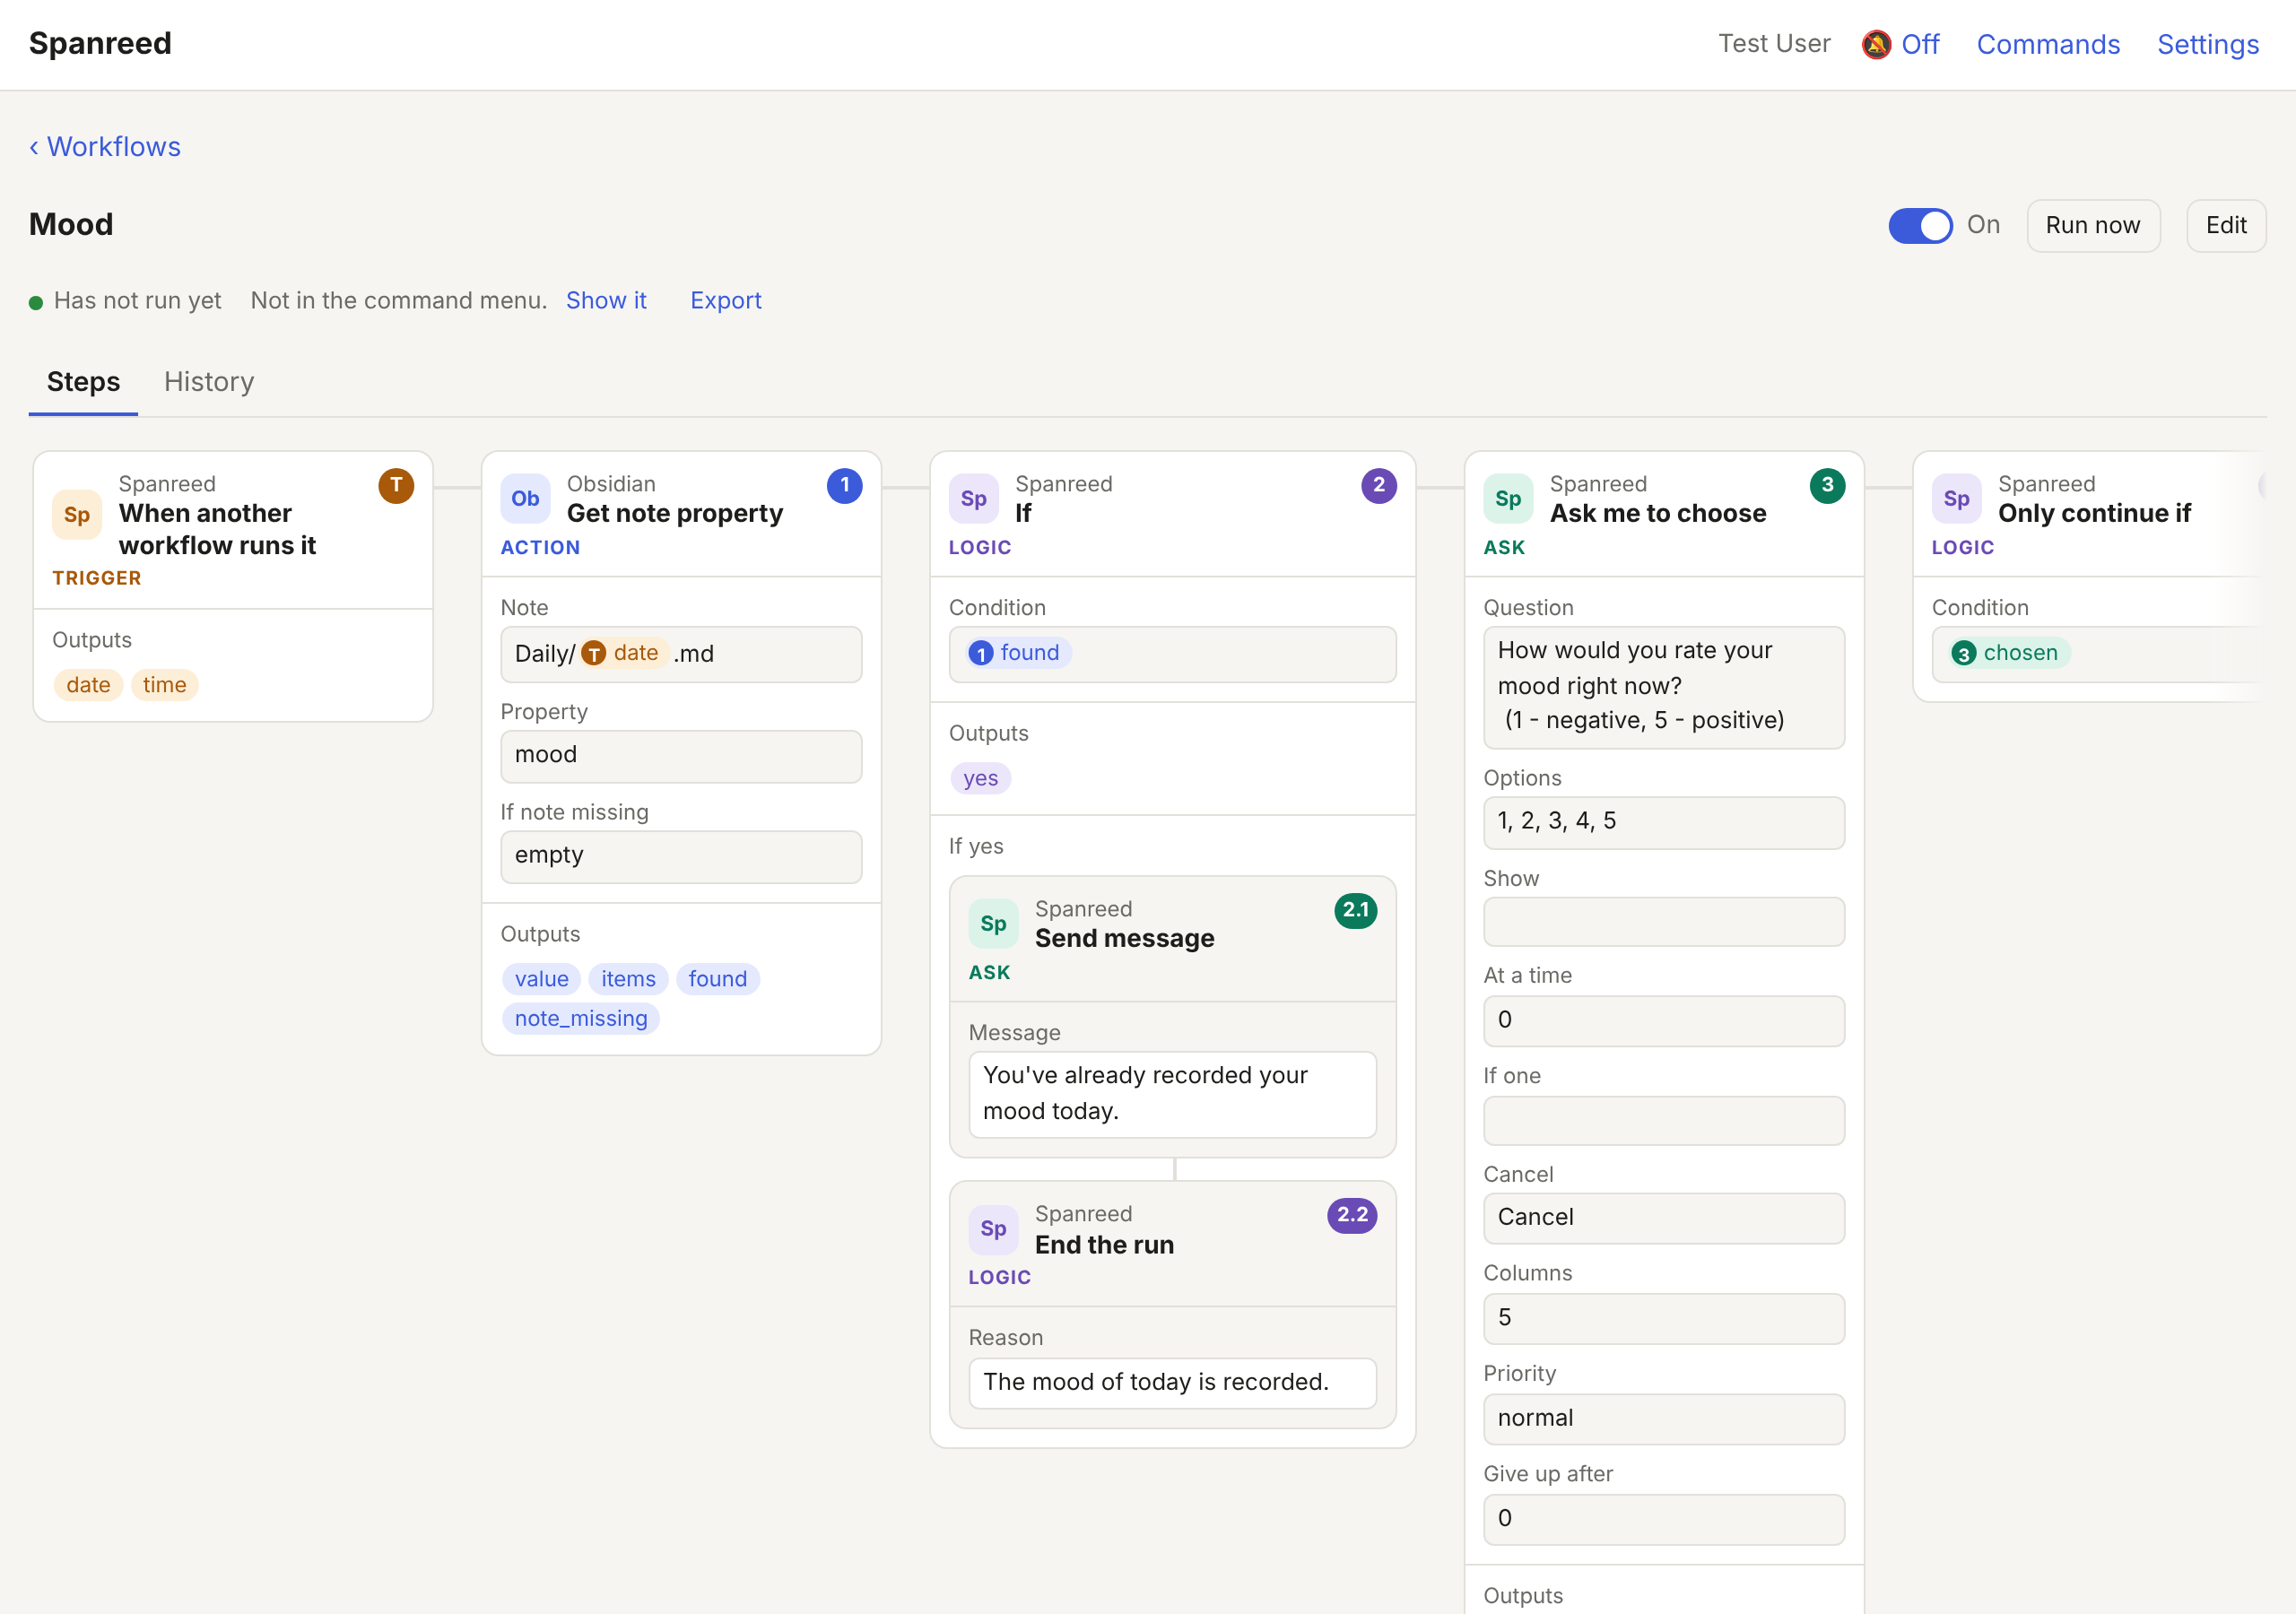 Spanreed
Test User
Off
Commands
Settings
‹ Workflows
Mood
On
Run now
Edit
Has not run yet
Not in the command menu.
Show it
Export
Steps
History
Sp
Spanreed
When another
workflow runs it
T
TRIGGER
Outputs
date
time
Ob
Obsidian
Get note property
1
ACTION
Note
Daily/ T date .md
Property
mood
If note missing
empty
Outputs
value
items
found
note_missing
Sp
Spanreed
If
2
LOGIC
Condition
1 found
Outputs
yes
If yes
Sp
Spanreed
Send message
2.1
ASK
Message
You've already recorded your
mood today.
Sp
Spanreed
End the run
2.2
LOGIC
Reason
The mood of today is recorded.
Sp
Spanreed
Ask me to choose
3
ASK
Question
How would you rate your
mood right now?
(1 - negative, 5 - positive)
Options
1, 2, 3, 4, 5
Show
At a time
0
If one
Cancel
Cancel
Columns
5
Priority
normal
Give up after
0
Outputs
Sp
Spanreed
Only continue if
LOGIC
Condition
3 chosen